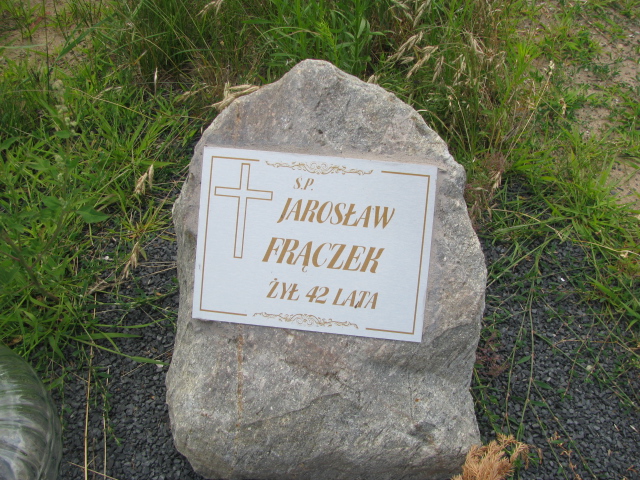 Ś.P.
JAROSŁAW
FRĄCZEK
ŻYŁ 42 LATA